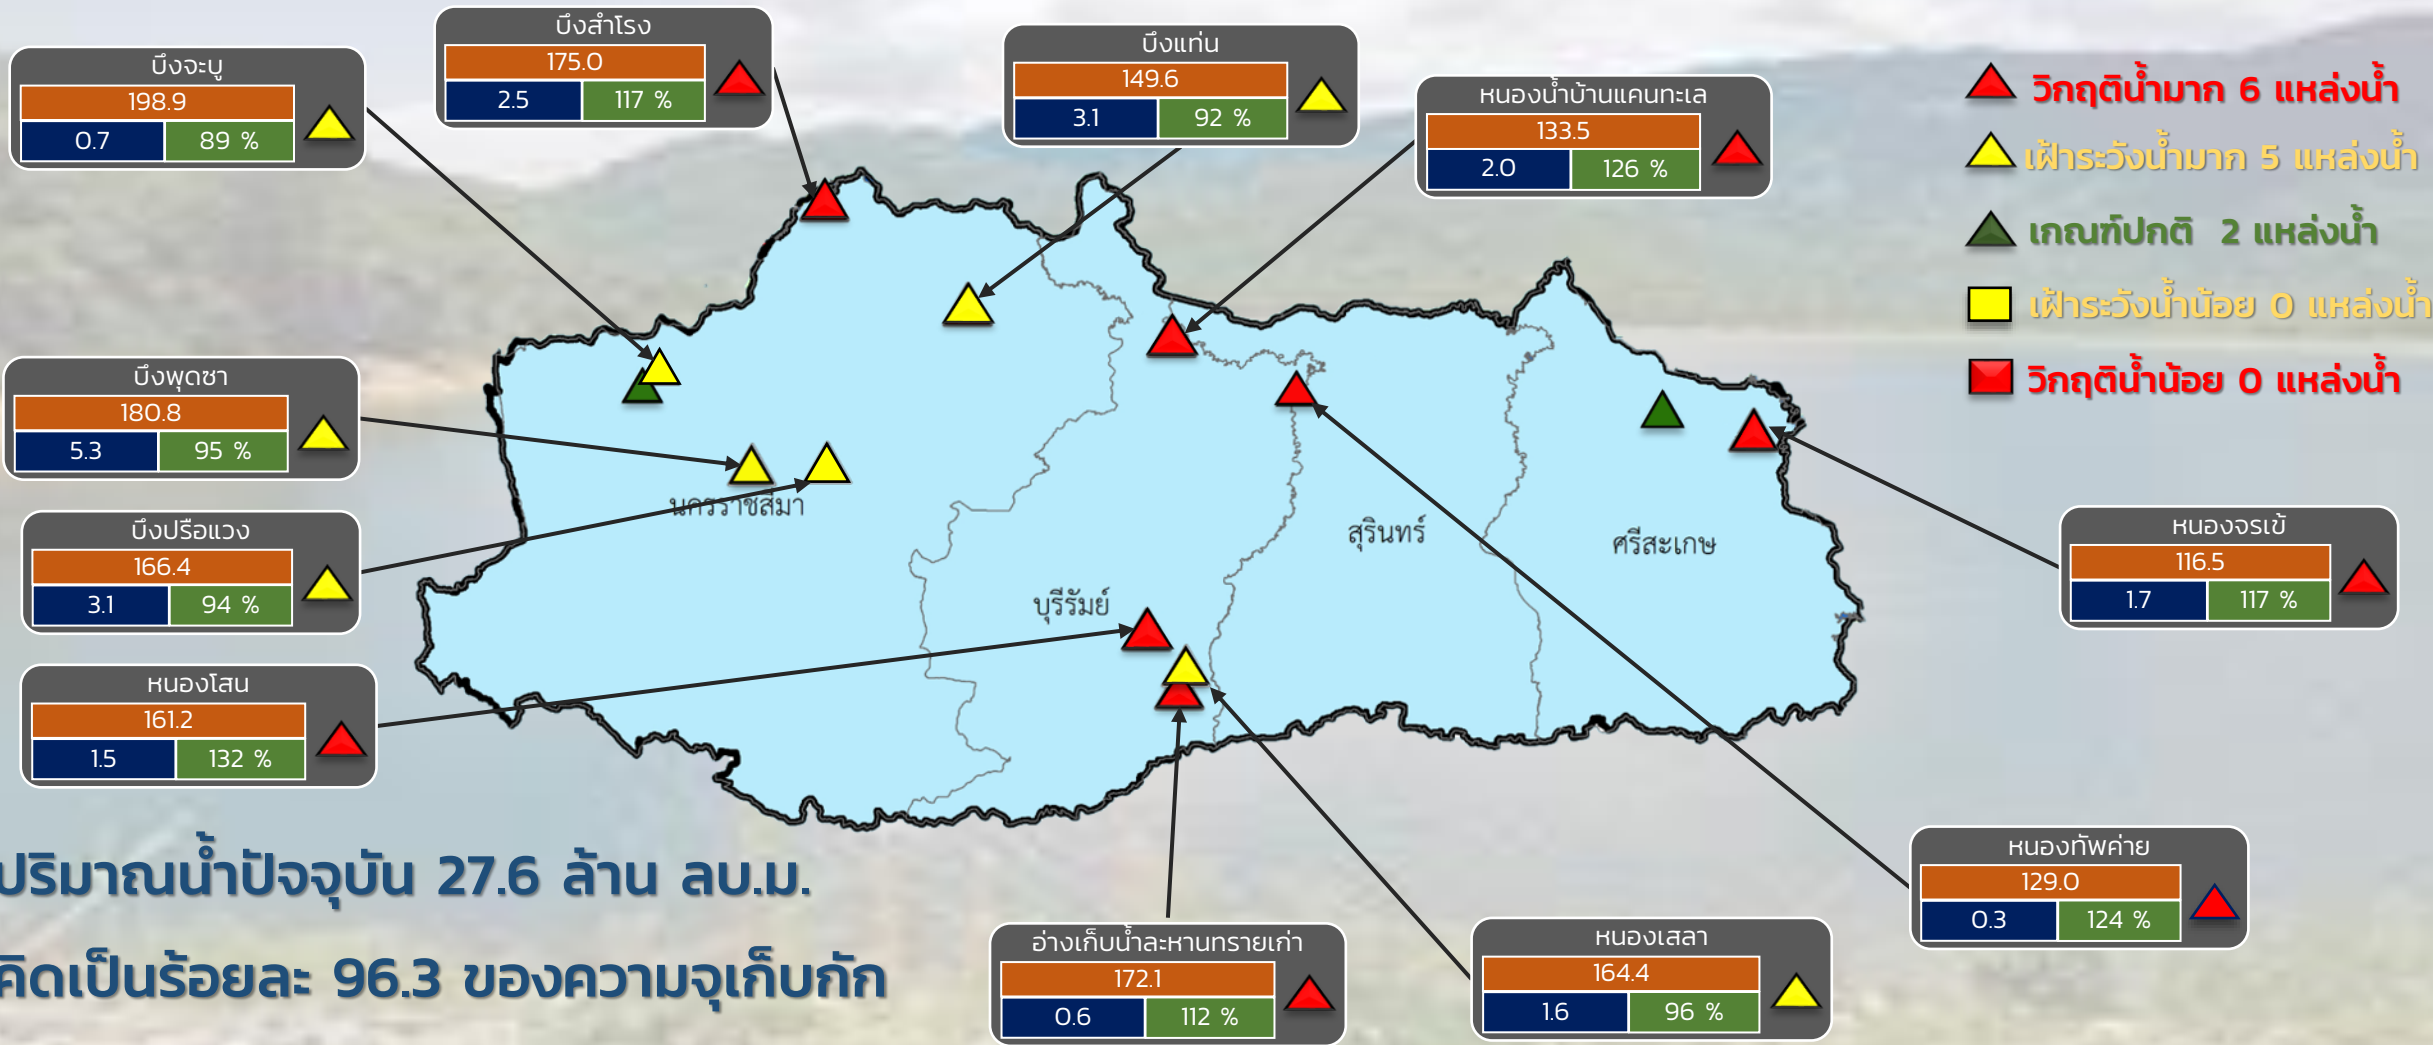 บึงจะบู
198.9
0.7 89 %
บึงสำโรง
175.0
2.5 117 %
บึงแท่น
149.6
3.1 92 %
หนองน้ำบ้านแคนทะเล
133.5
2.0 126 %
วิกฤติน้ำมาก 6 แหล่งน้ำ
เฝ้าระวังน้ำมาก 5 แหล่งน้ำ
เกณฑ์ปกติ 2 แหล่งน้ำ
เฝ้าระวังน้ำน้อย 0 แหล่งน้ำ
วิกฤติน้ำน้อย 0 แหล่งน้ำ
บึงพุดซา
180.8
5.3 95 %
บึงปรือแวง
166.4
3.1 94 %
หนองโสน
161.2
1.5 132 %
นครราชสีมา
บุรีรัมย์
สุรินทร์
ศรีสะเกษ
หนองจรเข้
116.5
1.7 117 %
หนองทัพค่าย
129.0
0.3 124 %
ปริมาณน้ำปัจจุบัน 27.6 ล้าน ลบ.ม.
คิดเป็นร้อยละ 96.3 ของความจุเก็บกัก
อ่างเก็บน้ำละหานทรายเก่า
172.1
0.6 112 %
หนองเสลา
164.4
1.6 96 %